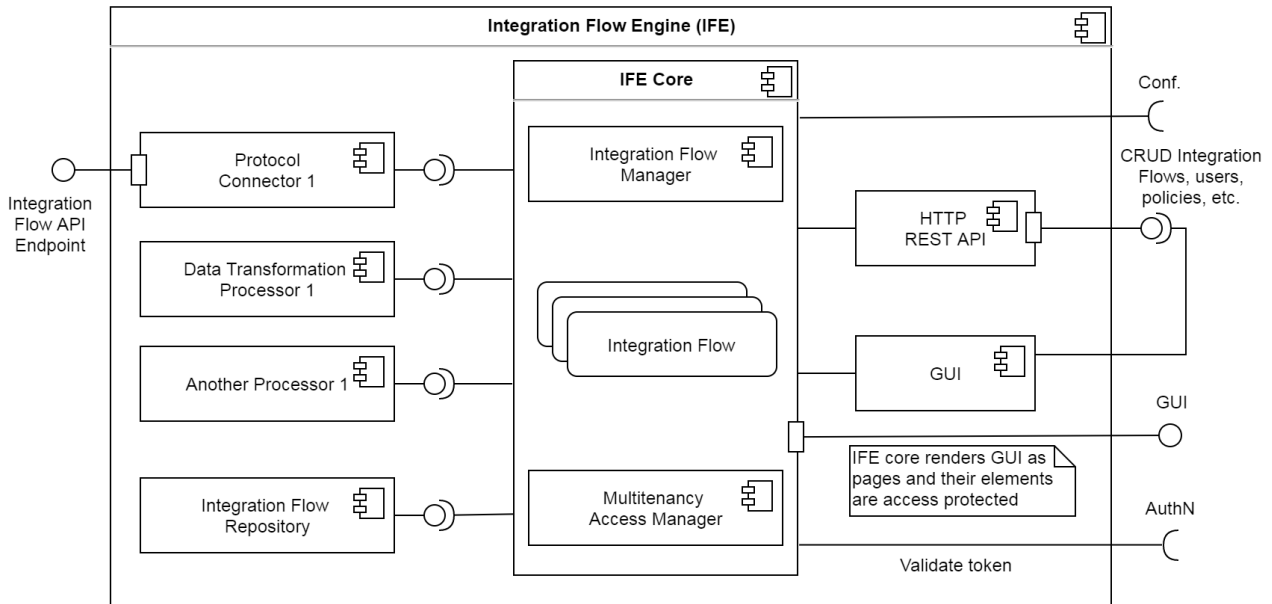 Integration Flow Engine (IFE)
IFE Core
Conf.
Protocol
Connector 1
Integration Flow
Manager
CRUD Integration
Flows, users,
policies, etc.
Integration
Flow API
Endpoint
HTTP
REST API
Data Transformation
Processor 1
Integration Flow
Another Processor 1
GUI
GUI
IFE core renders GUI as
pages and their elements
are access protected
Integration Flow
Repository
Multitenancy
Access Manager
AuthN
Validate token